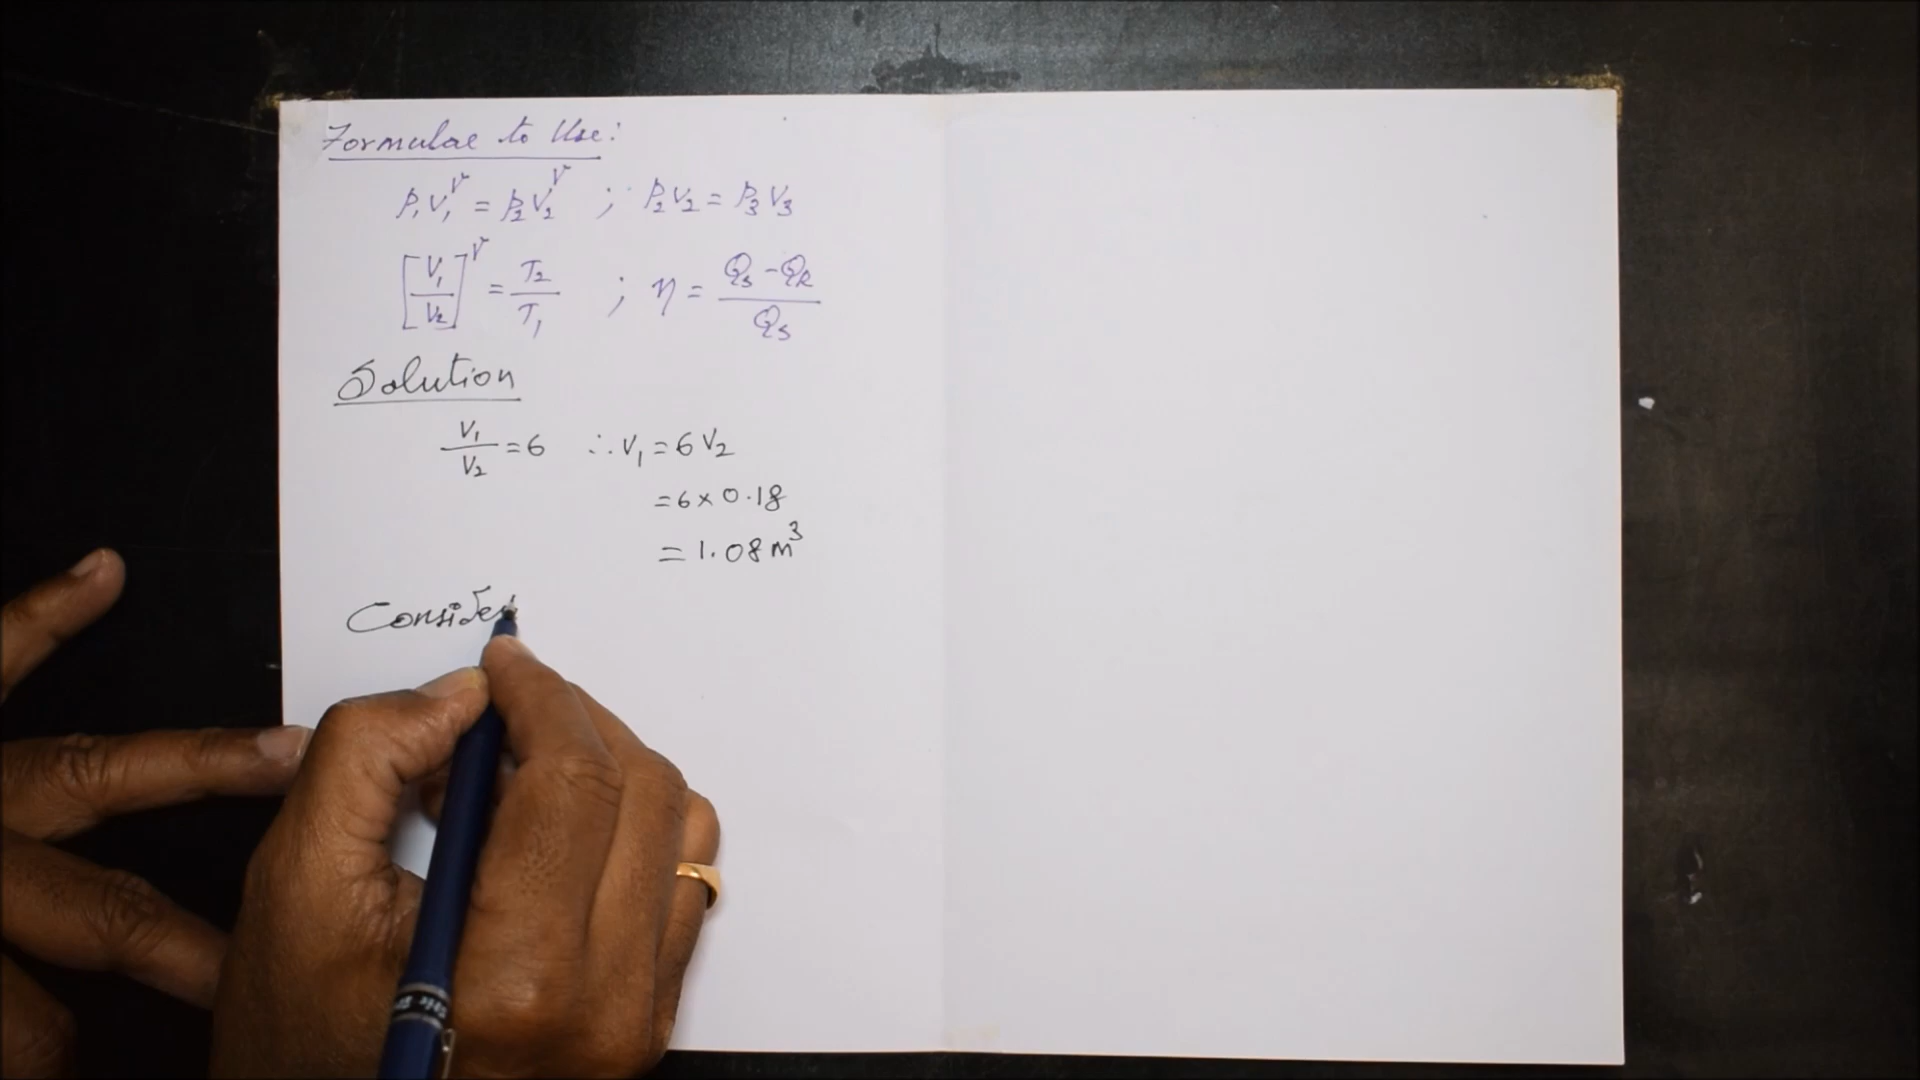 Formulae to Use:
P₁V₁^γ = P₂V₂^γ ; P₂V₂ = P₃V₃
[V₁/V₂]^γ = T₂/T₁ ; η = (Qs - QR)/Qs
Solution
V₁/V₂ = 6 ∴ V₁ = 6V₂
= 6 × 0.18
= 1.08 m³
Consider